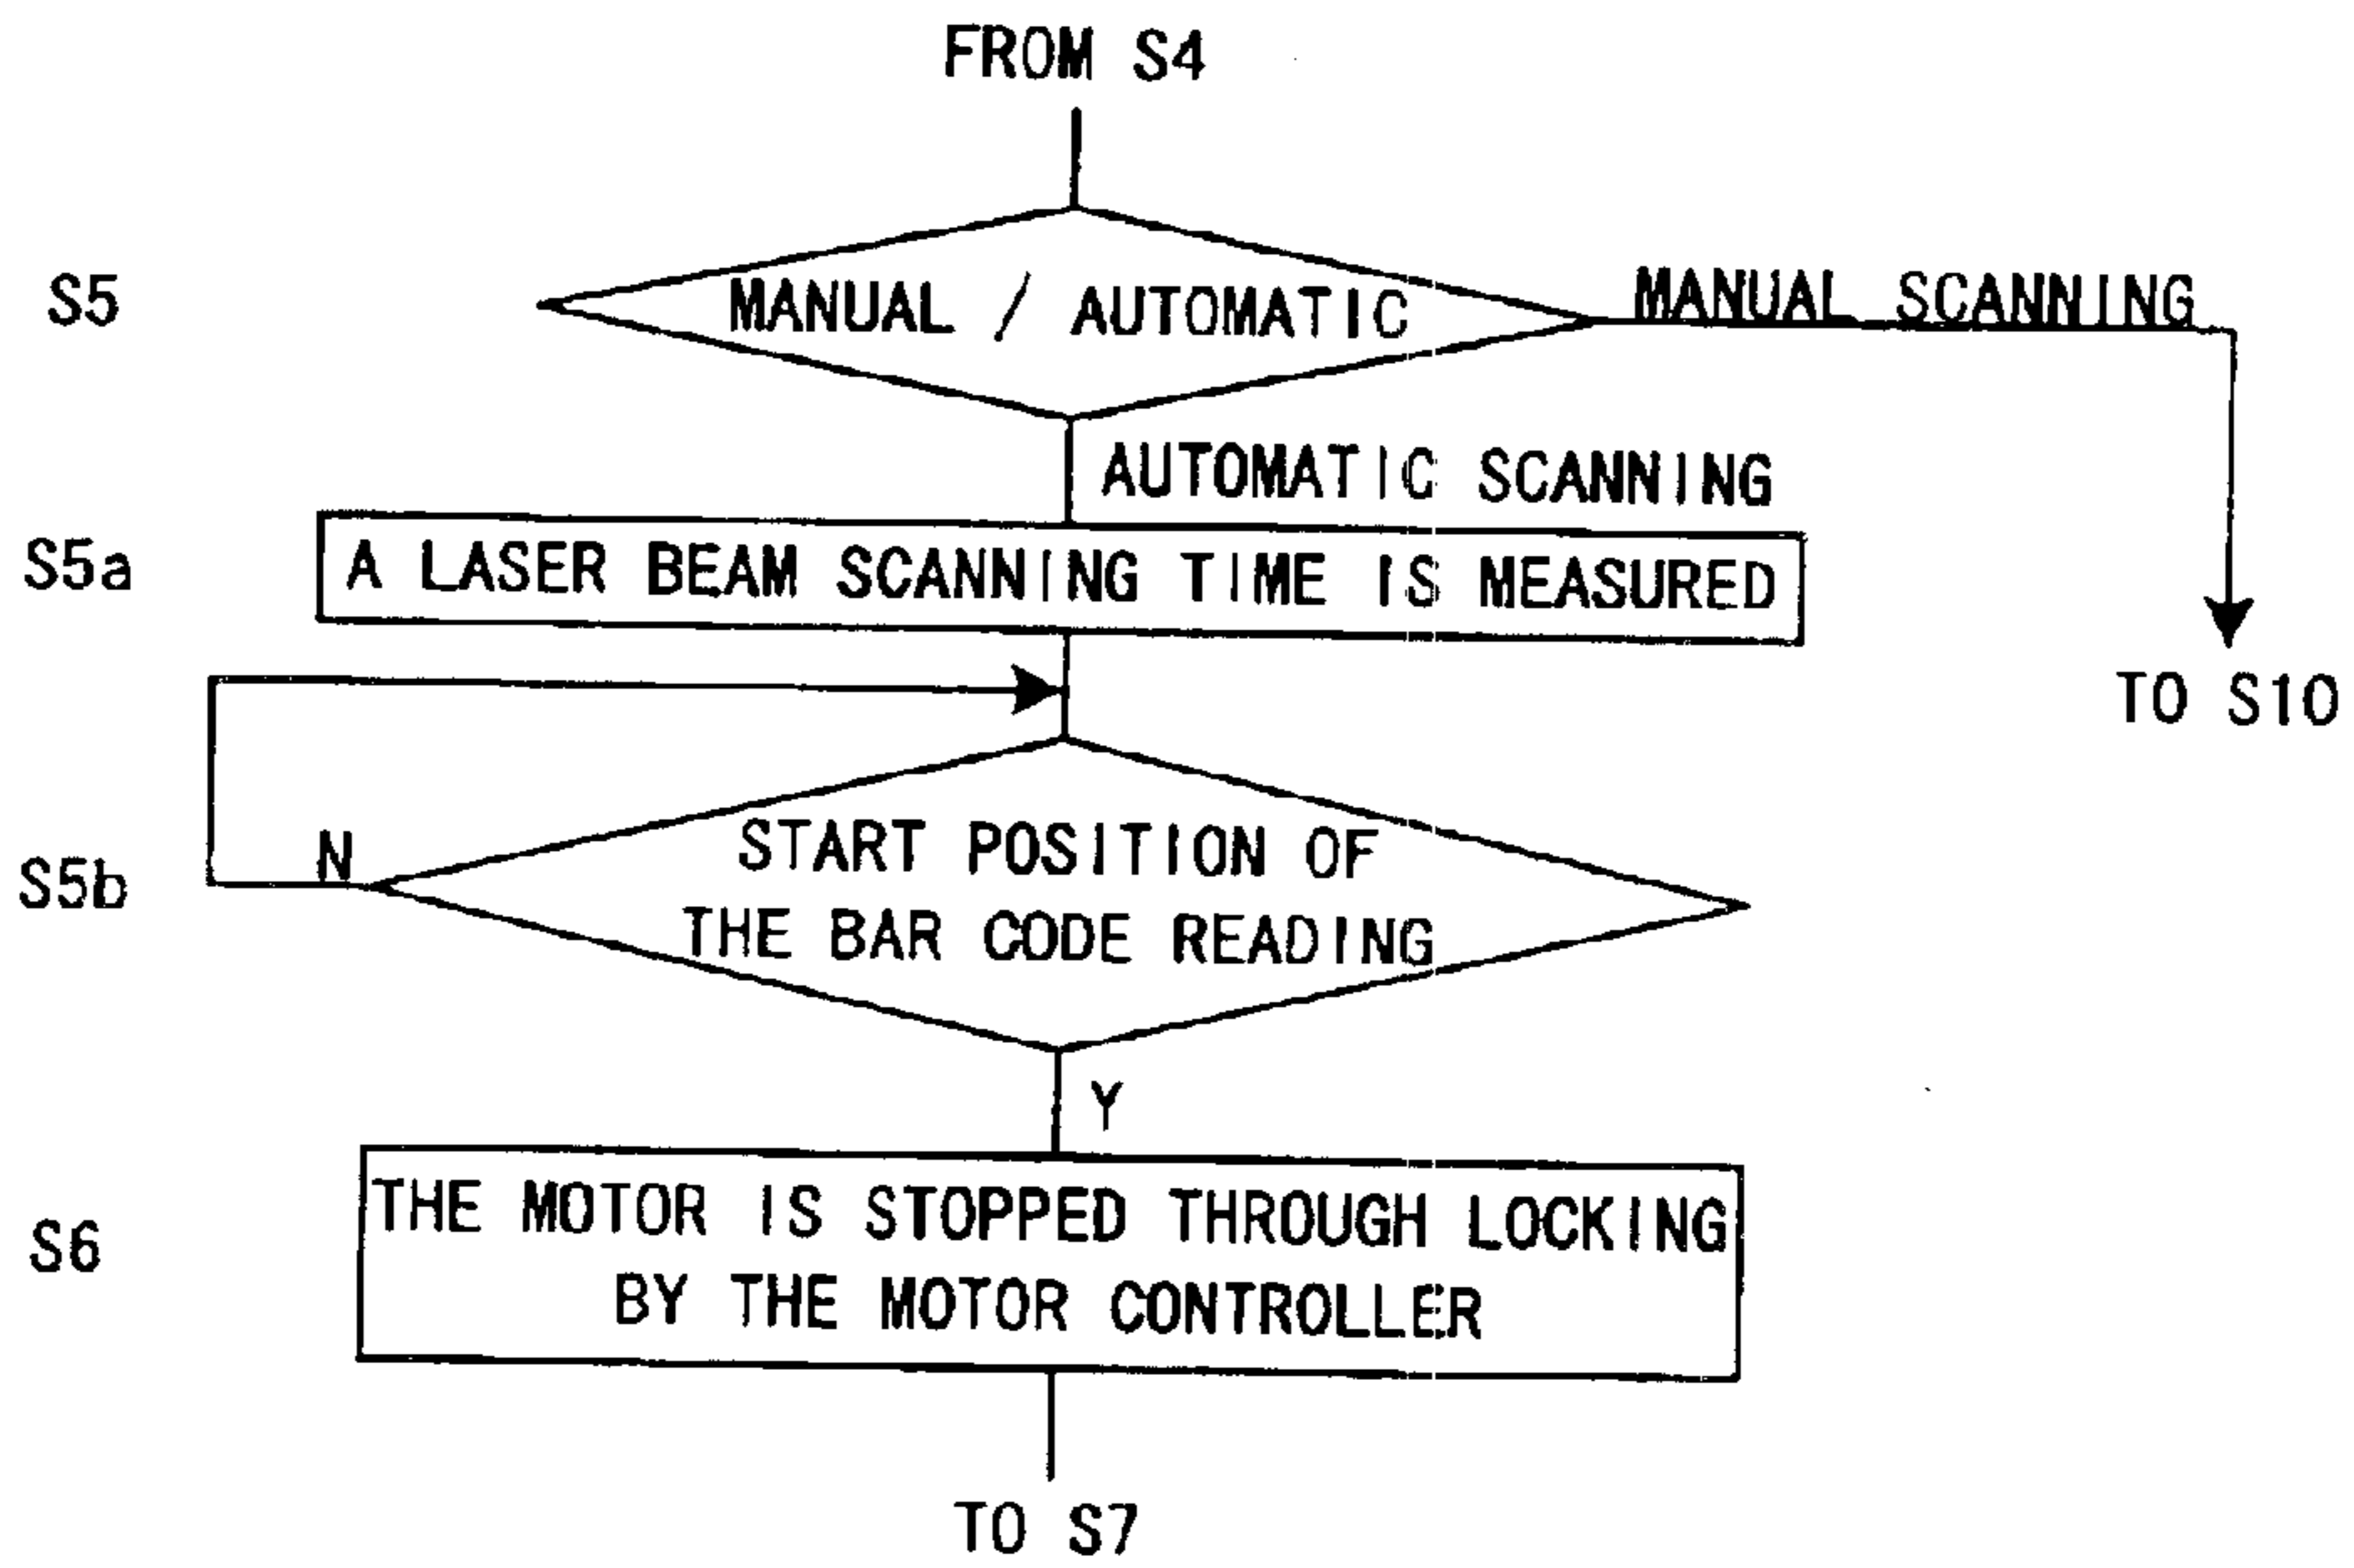 FROM S4
S5
MANUAL / AUTOMATIC
MANUAL SCANNING
AUTOMATIC SCANNING
S5a
A LASER BEAM SCANNING TIME IS MEASURED
TO S10
S5b
N
START POSITION OF
THE BAR CODE READING
Y
S6
THE MOTOR IS STOPPED THROUGH LOCKING
BY THE MOTOR CONTROLLER
TO S7